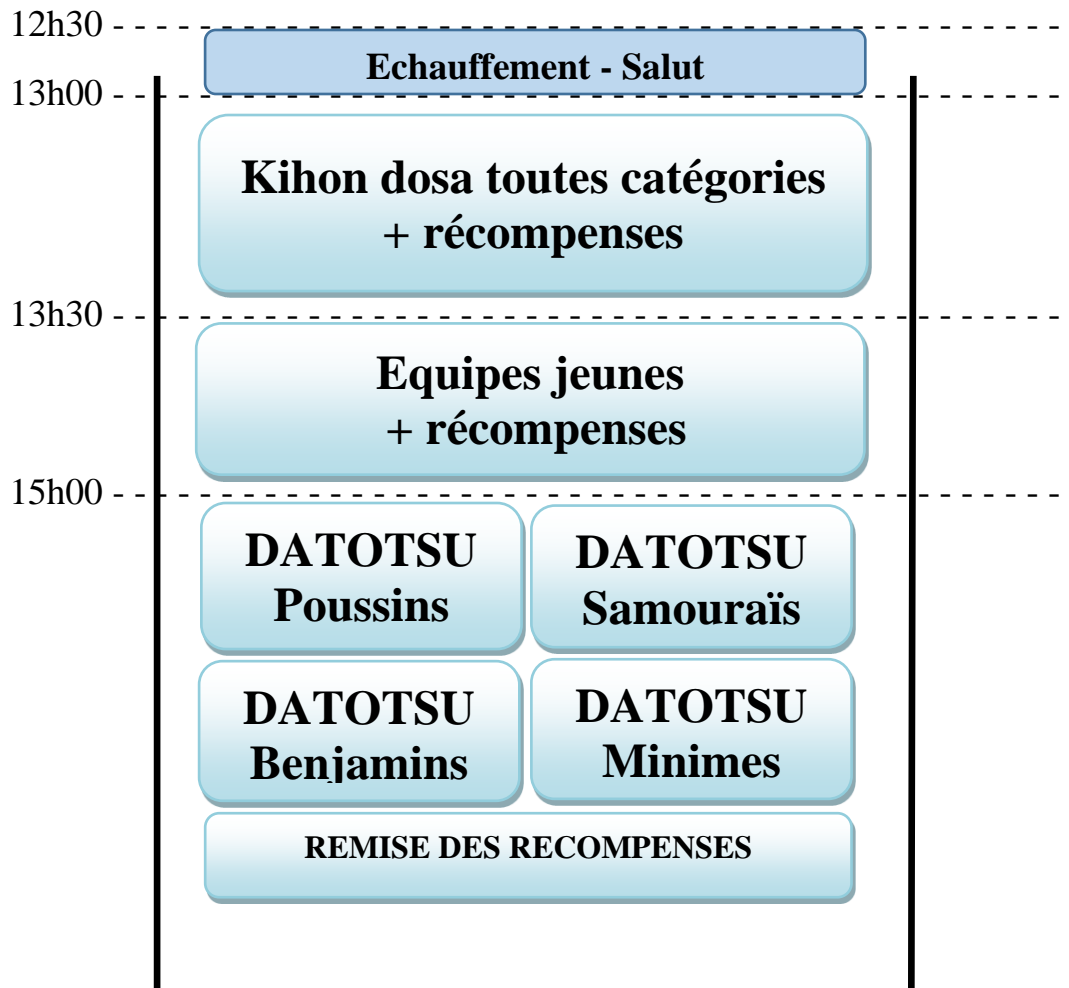 12h30
Echauffement - Salut
13h00
Kihon dosa toutes catégories
+ récompenses
13h30
Equipes jeunes
+ récompenses
15h00
DATOTSU
Poussins
DATOTSU
Samouraïs
DATOTSU
Benjamins
DATOTSU
Minimes
REMISE DES RECOMPENSES